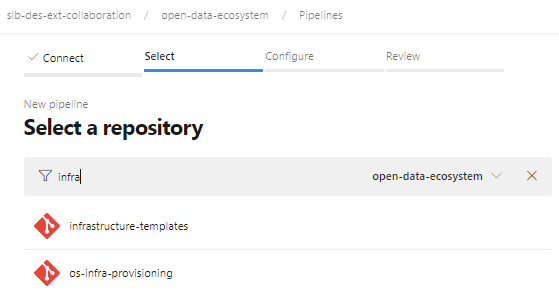 slb-des-ext-collaboration / open-data-ecosystem / Pipelines
Connect Select Configure Review
New pipeline
Select a repository
infra open-data-ecosystem
infrastructure-templates
os-infra-provisioning